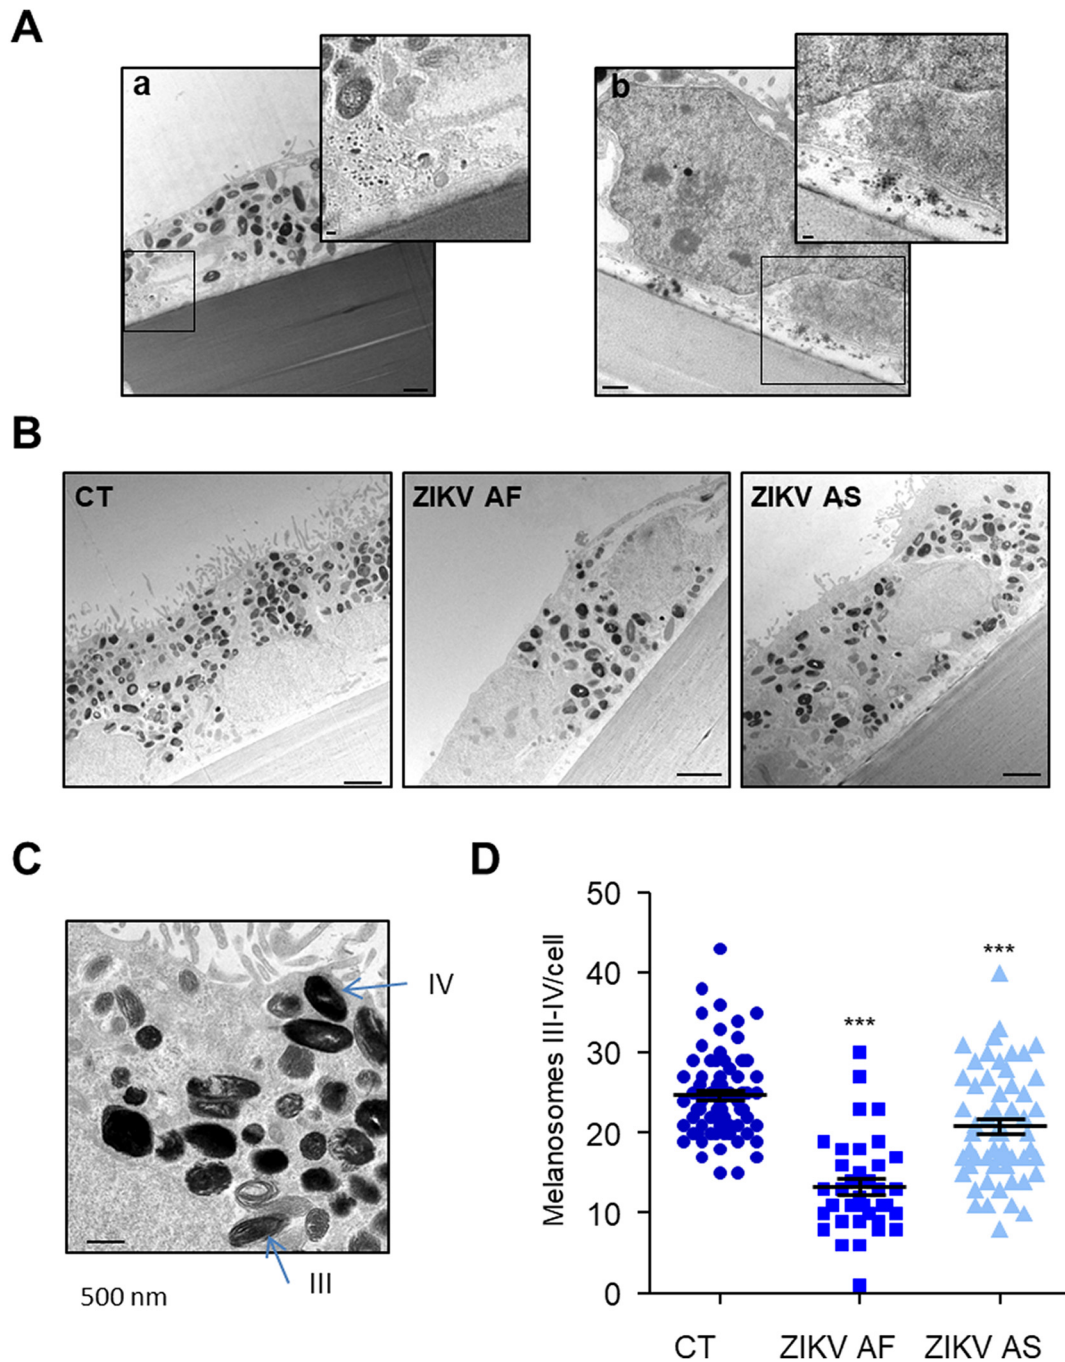 A
a
b
B
CT
ZIKV AF
ZIKV AS
C
IV
III
500 nm
D
Melanosomes III-IV/cell
50
40
30
20
10
0
***
***
CT
ZIKV AF
ZIKV AS